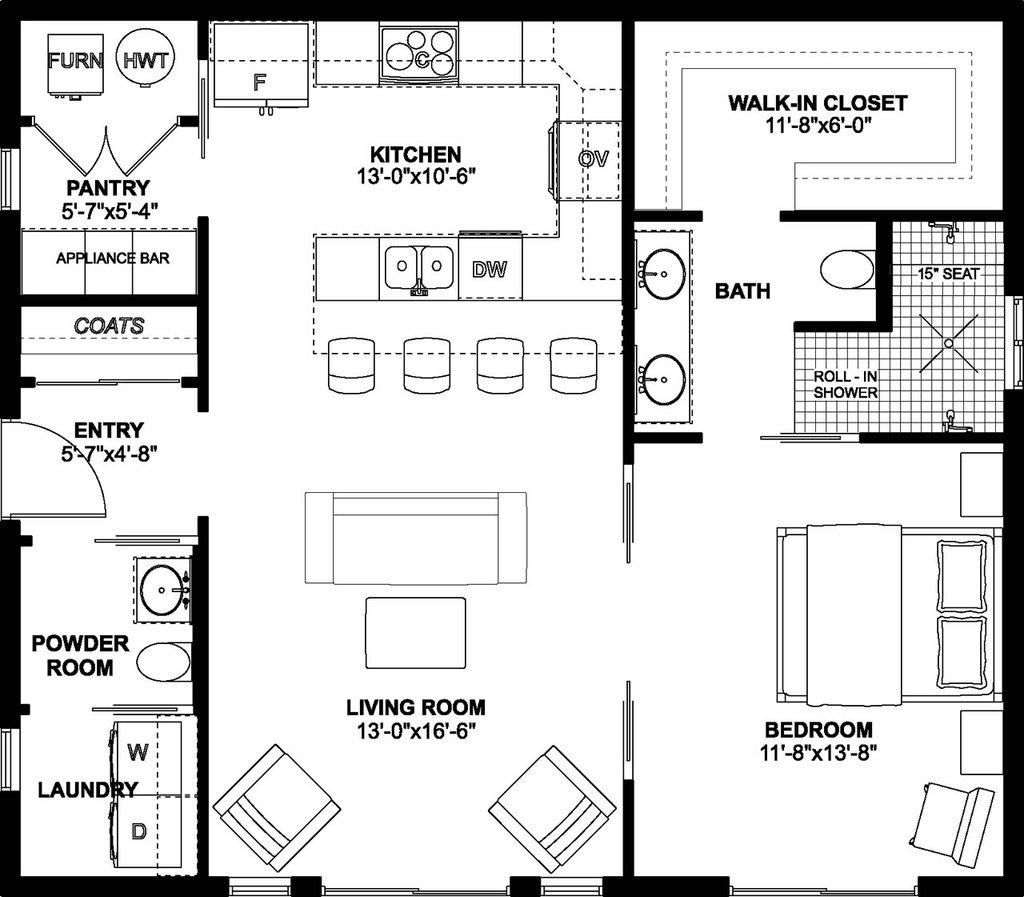 FURN
HWT
F
C
WALK-IN CLOSET
11'-8"x6'-0"
KITCHEN
13'-0"x10'-6"
OV
PANTRY
5'-7"x5'-4"
APPLIANCE BAR
DW
BATH
15" SEAT
COATS
ROLL - IN
SHOWER
ENTRY
5'-7"x4'-8"
POWDER
ROOM
LIVING ROOM
13'-0"x16'-6"
BEDROOM
11'-8"x13'-8"
W
LAUNDRY
D